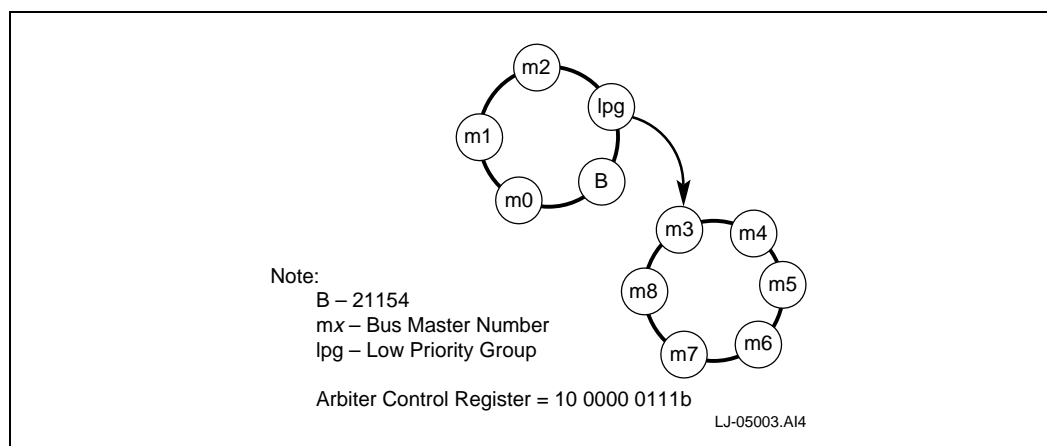 m2
lpg
m1
B
m0
m3
m4
m8
m5
m7
m6
Note:
B – 21154
mx – Bus Master Number
lpg – Low Priority Group
Arbiter Control Register = 10 0000 0111b
LJ-05003.AI4